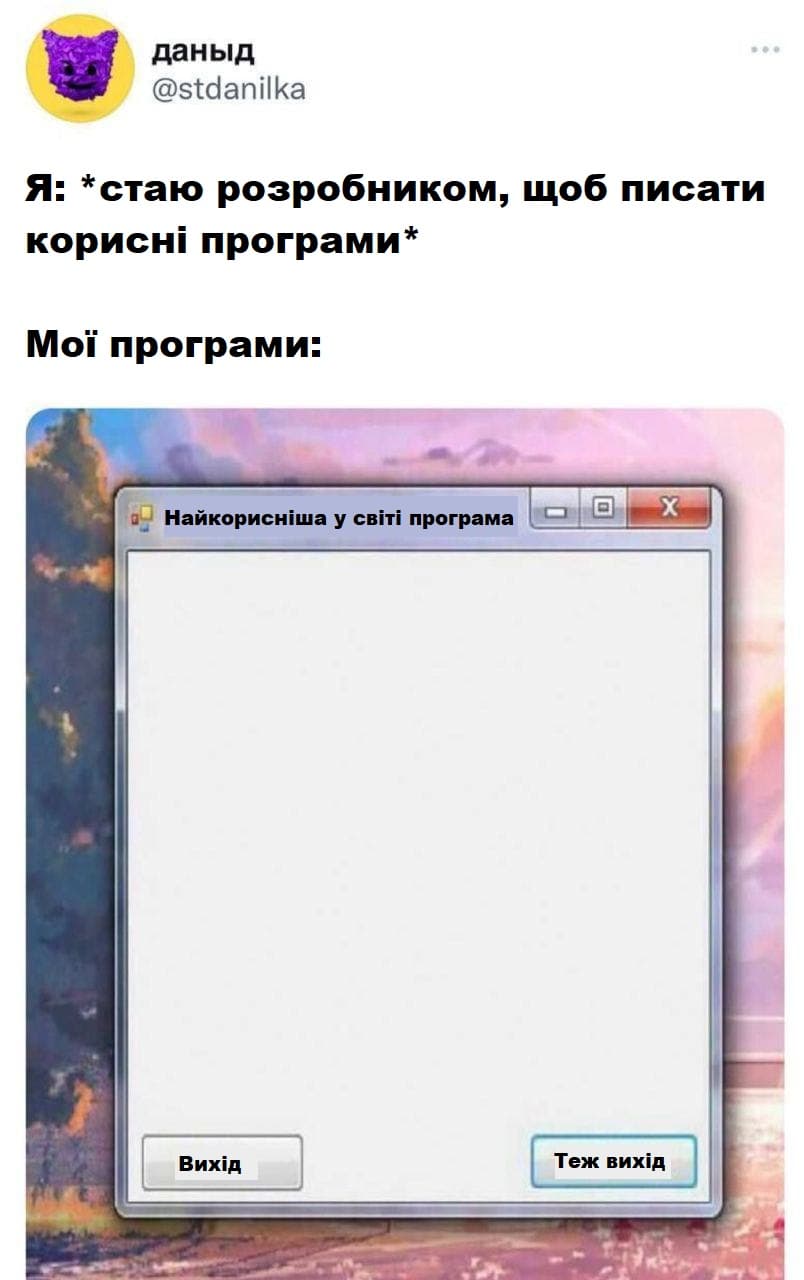 даныд
@stdanilka
Я: *стаю розробником, щоб писати
корисні програми*
Мої програми:
Найкорисніша у світі програма
Вихід
Теж вихід